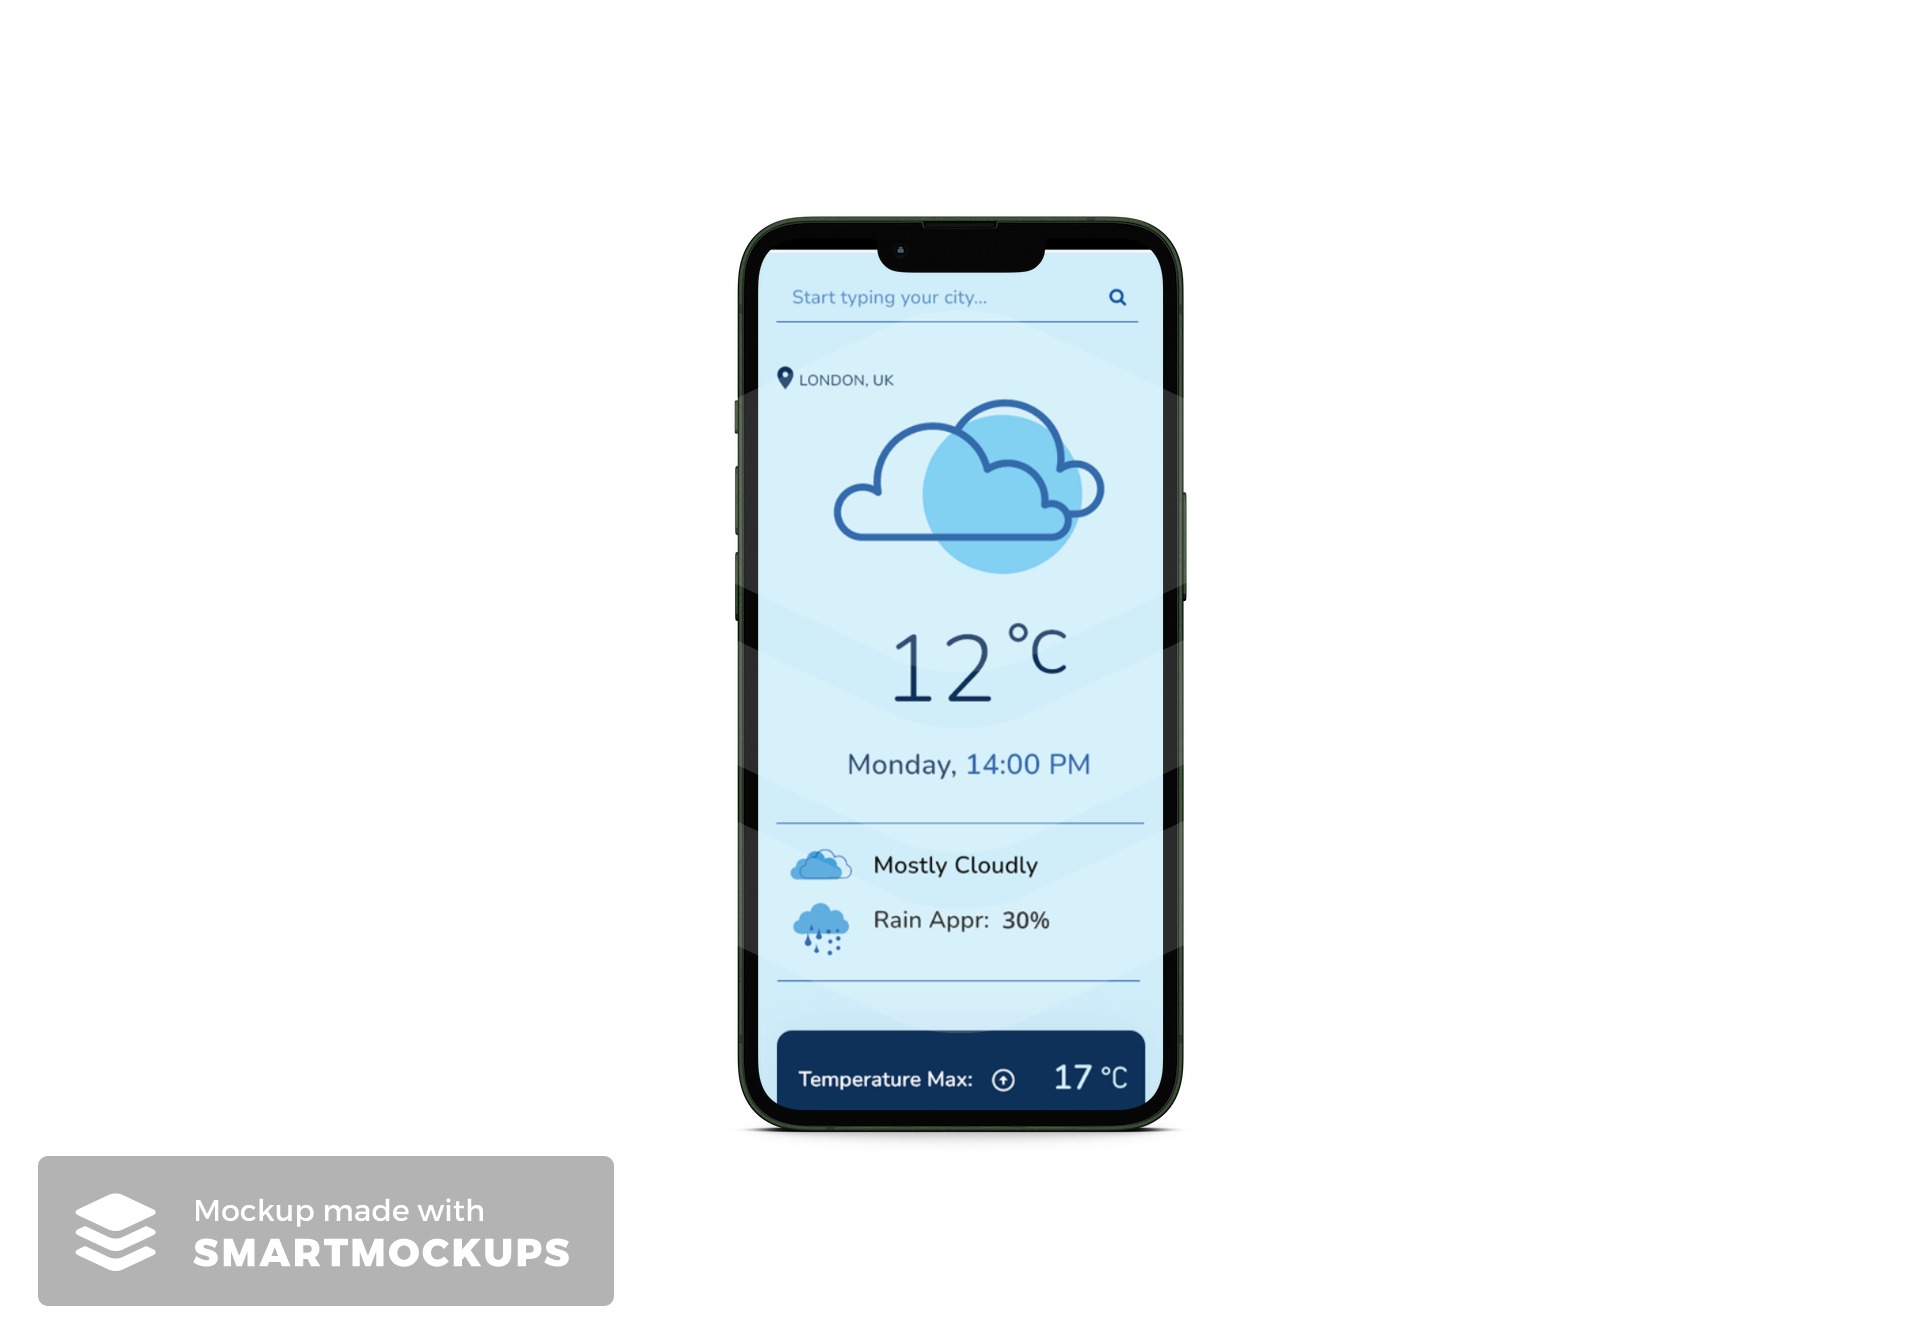 Start typing your city...
LONDON, UK
12 °C
Monday, 14:00 PM
Mostly Cloudly
Rain Appr: 30%
Temperature Max: 17 °C
Mockup made with
SMARTMOCKUPS